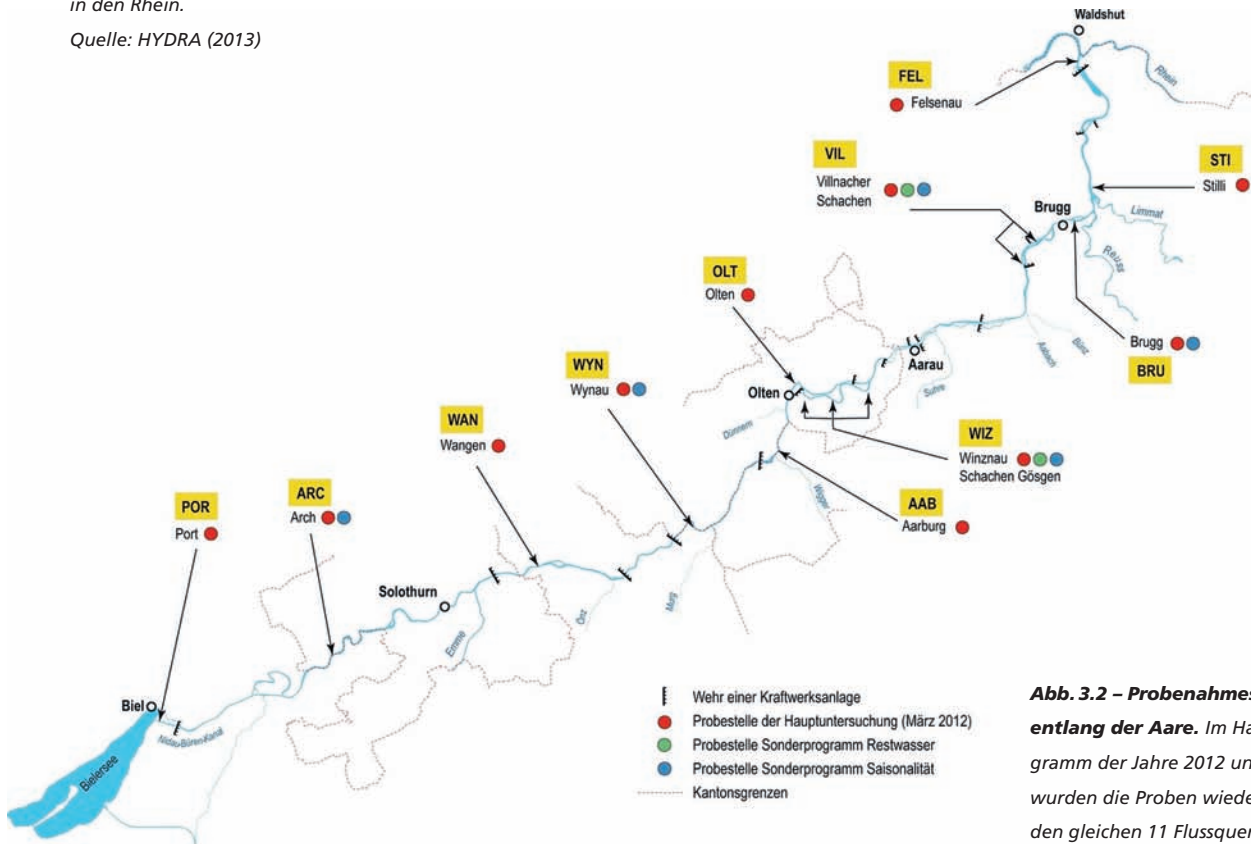 in den Rhein.
Quelle: HYDRA (2013)
Waldshut
Rhein
FEL
Felsenau
VIL
Villnacher
Schachen
STI
Stilli
Brugg
Limmat
Reuss
OLT
Olten
Brugg
BRU
Aabach
Bünz
Aarau
Suhre
WYN
Wynau
Olten
Dünnern
WIZ
Winznau
Schachen Gösgen
WAN
Wangen
Wigger
AAB
Aarburg
ARC
Arch
POR
Port
Solothurn
Emme
Önz
Murg
Biel
Nidau-Büren-Kanal
Bielersee
Wehr einer Kraftwerksanlage
Probestelle der Hauptuntersuchung (März 2012)
Probestelle Sonderprogramm Restwasser
Probestelle Sonderprogramm Saisonalität
Kantonsgrenzen
Abb. 3.2 – Probenahmes
entlang der Aare. Im Ha
gramm der Jahre 2012 un
wurden die Proben wiede
den gleichen 11 Flussquer